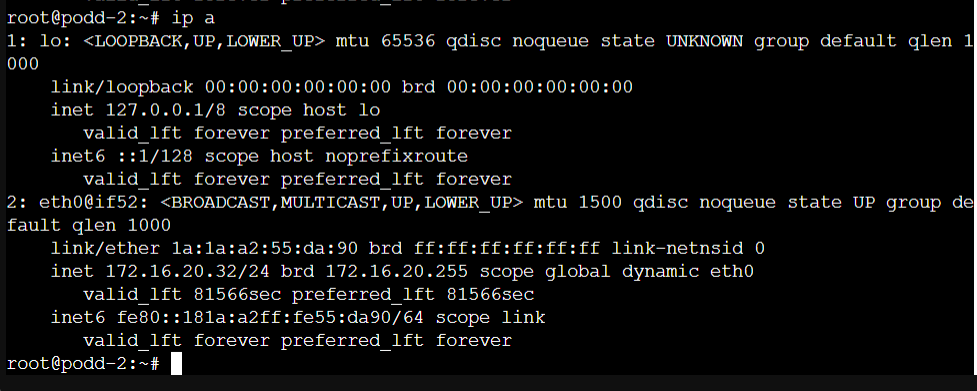 root@podd-2:~# ip a
1: lo: <LOOPBACK,UP,LOWER_UP> mtu 65536 qdisc noqueue state UNKNOWN group default qlen 1
000
    link/loopback 00:00:00:00:00:00 brd 00:00:00:00:00:00
    inet 127.0.0.1/8 scope host lo
       valid_lft forever preferred_lft forever
    inet6 ::1/128 scope host noprefixroute
       valid_lft forever preferred_lft forever
2: eth0@if52: <BROADCAST,MULTICAST,UP,LOWER_UP> mtu 1500 qdisc noqueue state UP group de
fault qlen 1000
    link/ether 1a:1a:a2:55:da:90 brd ff:ff:ff:ff:ff:ff link-netnsid 0
    inet 172.16.20.32/24 brd 172.16.20.255 scope global dynamic eth0
       valid_lft 81566sec preferred_lft 81566sec
    inet6 fe80::181a:a2ff:fe55:da90/64 scope link
       valid_lft forever preferred_lft forever
root@podd-2:~#